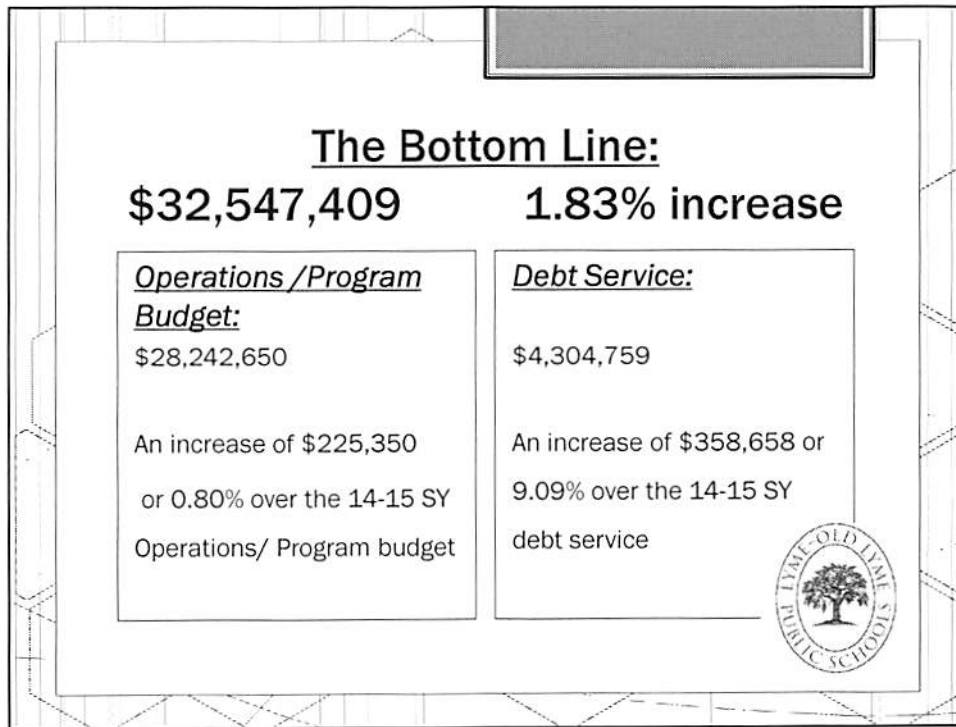 The Bottom Line:
$32,547,409 1.83% increase
Operations /Program
Budget:
$28,242,650
An increase of $225,350
or 0.80% over the 14-15 SY
Operations/ Program budget
Debt Service:
$4,304,759
An increase of $358,658 or
9.09% over the 14-15 SY
debt service
LYME-OLD LYME
PUBLIC SCHOOLS